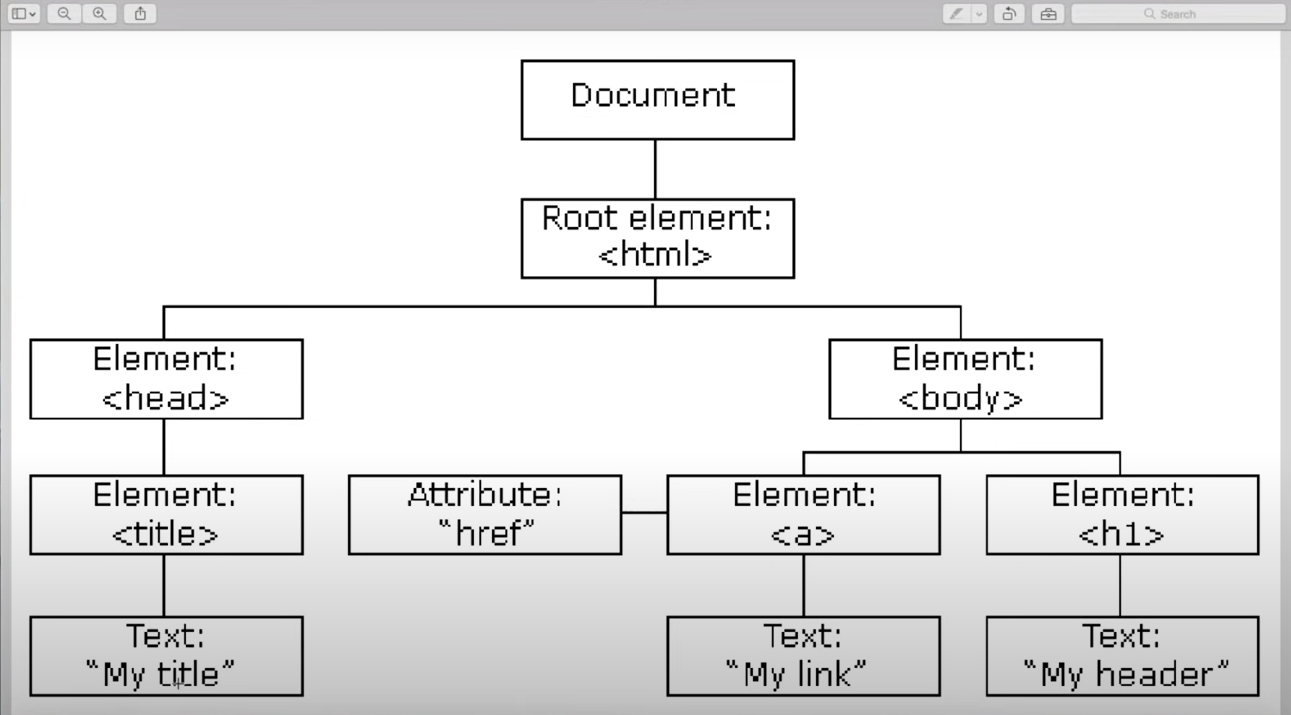 Search
Document
Root element:
<html>
Element:
<head>
Element:
<body>
Element:
<title>
Attribute:
“href”
Element:
<a>
Element:
<h1>
Text:
“My title”
Text:
“My link”
Text:
“My header”